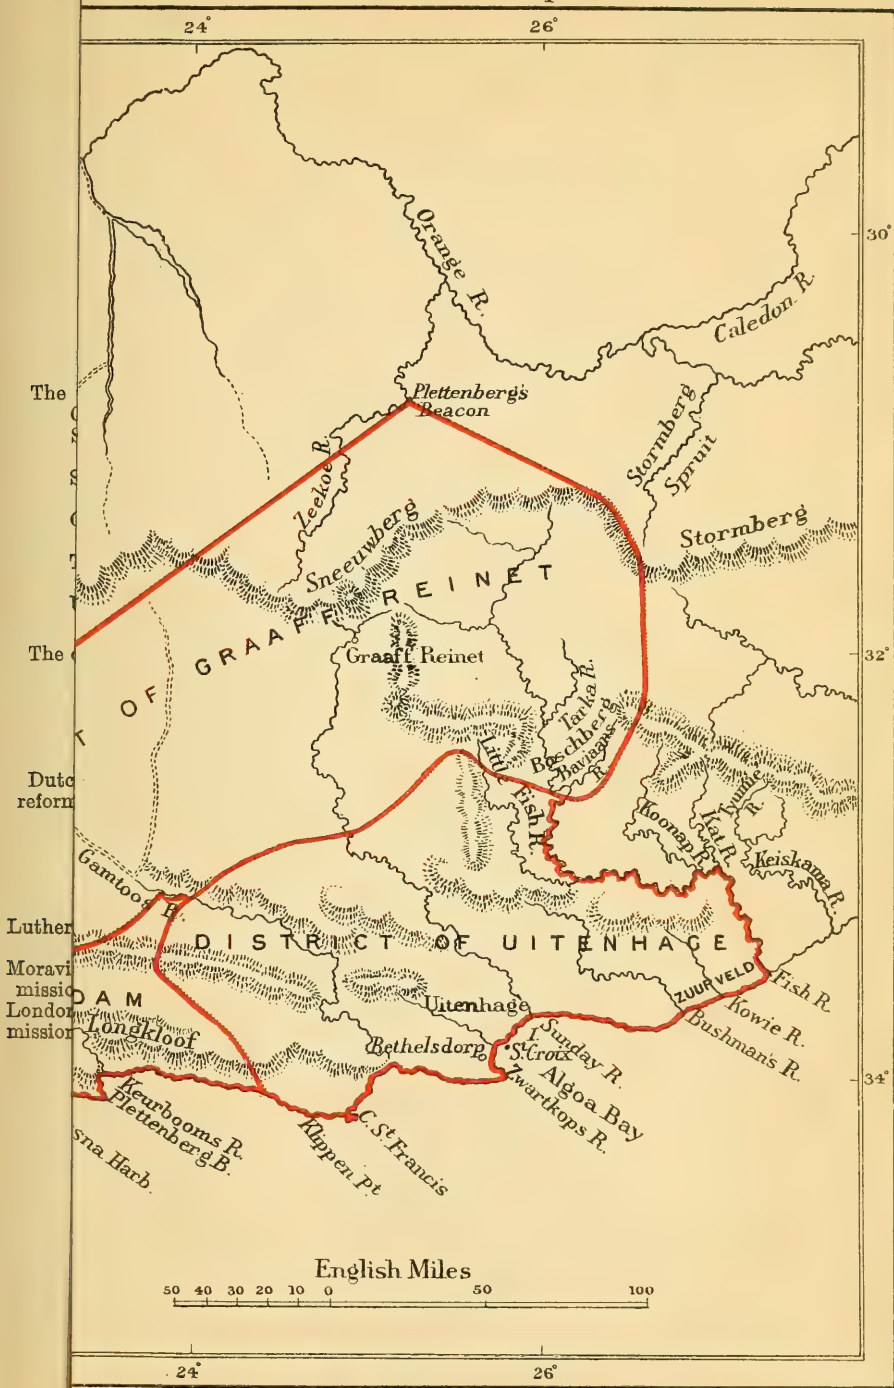 24°
26°
Orange R.
30°
Caledon R.
The
Plettenberg's
Beacon
Stormberg
Spruit
Zeekoe R.
Sneeuwberg
Stormberg
T OF GRAAFF REINET
The
Graaff Reinet
32°
Tarka R.
Boschberg
Baviaans
R.
Little Fish R.
Dutc
reform
Koonap R.
Kat R.
Tyumie
R.
Keiskama R.
Gamtoos R.
Luther
DISTRICT OF UITENHAGE
Moravi
missio
London
mission
DAM
ZUURVELD
Fish R.
Kowie R.
Bushman's R.
Longkloof
Uitenhage
Bethelsdorp
Sunday R.
I.
St. Croix
Algoa Bay
Zwartkops R.
34°
Keurbooms R.
Plettenberg B.
sna Harb.
Klippen Pt
C. St Francis
English Miles
50 40 30 20 10 0 50 100
24°
26°